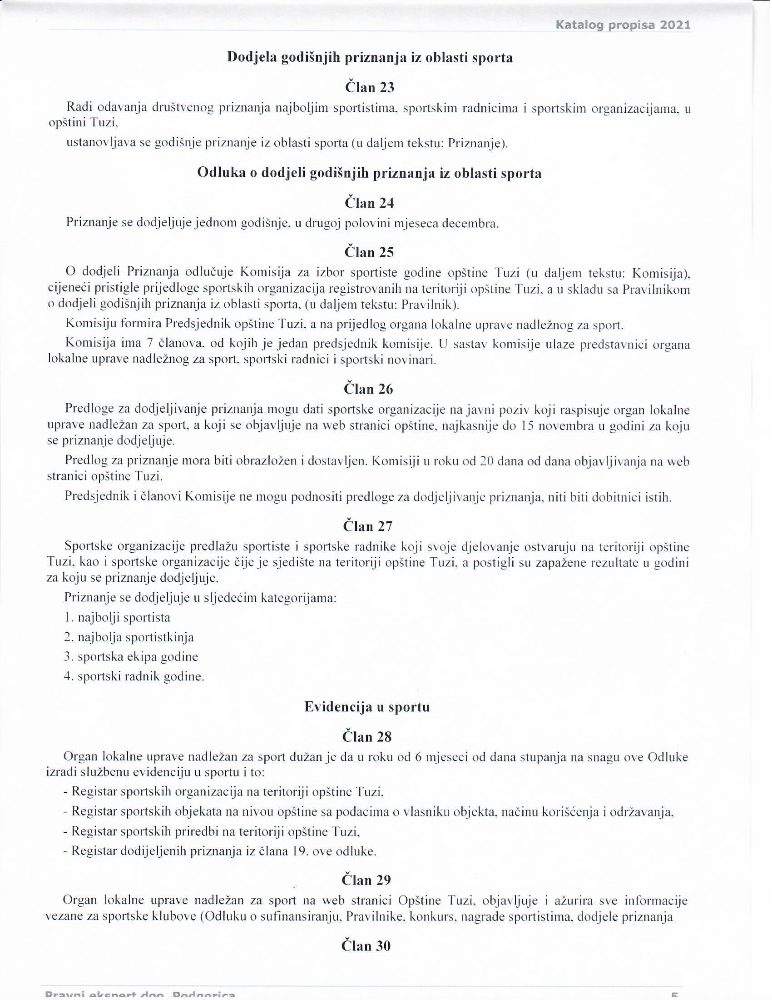 Katalog propisa 2021
Dodjela godišnjih priznanja iz oblasti sporta
Član 23
Radi odavanja društvenog priznanja najboljim sportistima, sportskim radnicima i sportskim organizacijama, u
opštini Tuzi,
ustanovljava se godišnje priznanje iz oblasti sporta (u daljem tekstu: Priznanje).
Odluka o dodjeli godišnjih priznanja iz oblasti sporta
Član 24
Priznanje se dodjeljuje jednom godišnje, u drugoj polovini mjeseca decembra.
Član 25
O dodjeli Priznanja odlučuje Komisija za izbor sportiste godine opštine Tuzi (u daljem tekstu: Komisija),
cijeneći pristigle prijedloge sportskih organizacija registrovanih na teritoriji opštine Tuzi, a u skladu sa Pravilnikom
o dodjeli godišnjih priznanja iz oblasti sporta, (u daljem tekstu: Pravilnik).
Komisiju formira Predsjednik opštine Tuzi, a na prijedlog organa lokalne uprave nadležnog za sport.
Komisija ima 7 članova, od kojih je jedan predsjednik komisije. U sastav komisije ulaze predstavnici organa
lokalne uprave nadležnog za sport, sportski radnici i sportski novinari.
Član 26
Predloge za dodjeljivanje priznanja mogu dati sportske organizacije na javni poziv koji raspisuje organ lokalne
uprave nadležan za sport, a koji se objavljuje na web stranici opštine, najkasnije do 15 novembra u godini za koju
se priznanje dodjeljuje.
Predlog za priznanje mora biti obrazložen i dostavljen. Komisiji u roku od 20 dana od dana objavljivanja na web
stranici opštine Tuzi.
Predsjednik i članovi Komisije ne mogu podnositi predloge za dodjeljivanje priznanja, niti biti dobitnici istih.
Član 27
Sportske organizacije predlažu sportiste i sportske radnike koji svoje djelovanje ostvaruju na teritoriji opštine
Tuzi, kao i sportske organizacije čije je sjedište na teritoriji opštine Tuzi, a postigli su zapažene rezultate u godini
za koju se priznanje dodjeljuje.
Priznanje se dodjeljuje u sljedećim kategorijama:
1. najbolji sportista
2. najbolja sportistkinja
3. sportska ekipa godine
4. sportski radnik godine.
Evidencija u sportu
Član 28
Organ lokalne uprave nadležan za sport dužan je da u roku od 6 mjeseci od dana stupanja na snagu ove Odluke
izradi službenu evidenciju u sportu i to:
- Registar sportskih organizacija na teritoriji opštine Tuzi,
- Registar sportskih objekata na nivou opštine sa podacima o vlasniku objekta, načinu korišćenja i održavanja,
- Registar sportskih priredbi na teritoriji opštine Tuzi,
- Registar dodijeljenih priznanja iz člana 19. ove odluke.
Član 29
Organ lokalne uprave nadležan za sport na web stranici Opštine Tuzi, objavljuje i ažurira sve informacije
vezane za sportske klubove (Odluku o sufinansiranju, Pravilnike, konkurs, nagrade sportistima, dodjele priznanja
Član 30
Pravni ekspert doo, Podgorica
5